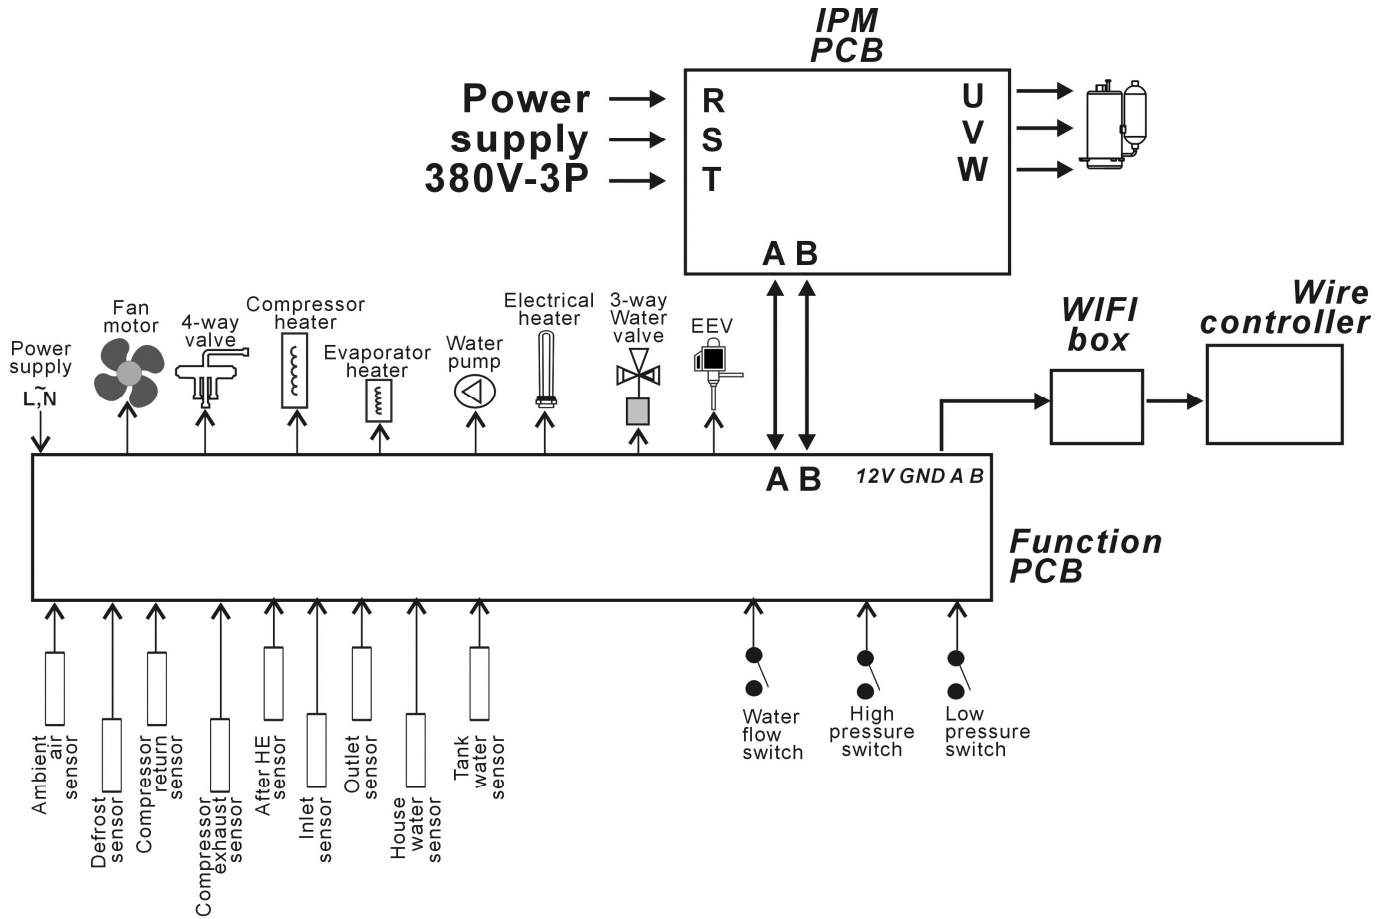 IPM
PCB
Power
supply
380V-3P
R
S
T
U
V
W
A B
WIFI
box
Wire
controller
Power
supply
~
L,N
Fan
motor
4-way
valve
Compressor
heater
Evaporator
heater
Water
pump
Electrical
heater
3-way
Water
valve
EEV
A B
12V GND A B
Function
PCB
Ambient
air
sensor
Defrost
sensor
Compressor
return
sensor
Compressor
exhaust
sensor
After HE
sensor
Inlet
sensor
Outlet
sensor
House
water
sensor
Tank
water
sensor
Water
flow
switch
High
pressure
switch
Low
pressure
switch